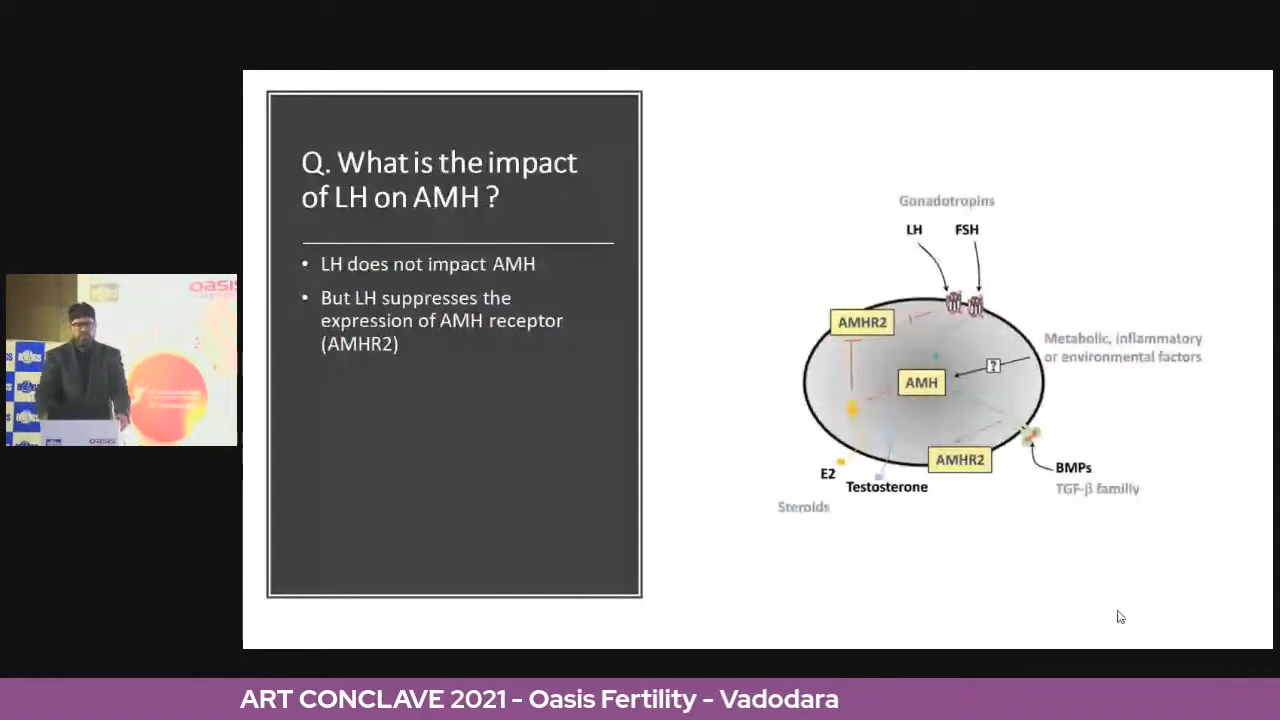 Q. What is the impact
of LH on AMH ?
• LH does not impact AMH
• But LH suppresses the
expression of AMH receptor
(AMHR2)
Gonadotropins
LH
FSH
AMHR2
Metabolic, inflammatory
or environmental factors
?
AMH
AMHR2
BMPs
E2
Testosterone
TGF-β familly
Steroids
oasis
oasis
ART CONCLAVE 2021 - Oasis Fertility - Vadodara